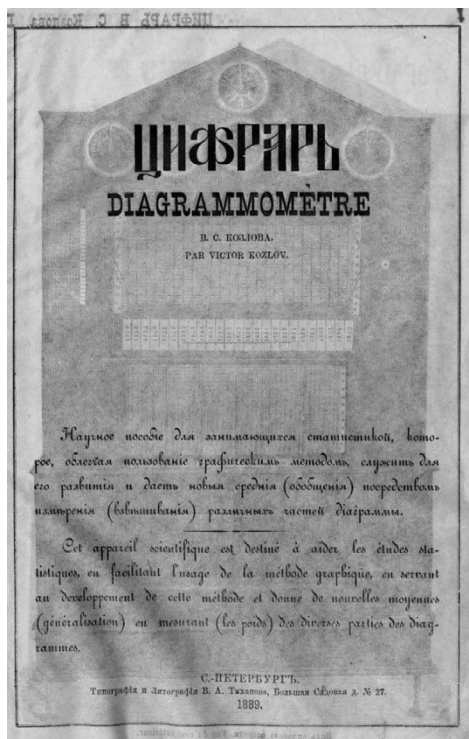 ЦИФРАРЬ
DIAGRAMMOMÈTRE
В. С. КОЗЛОВА.
PAR VICTOR KOZLOV.
Научное пособіе для занимающихся статистикой, кото-
рое, облегчая пользованіе графическимъ методомъ, служитъ для
его развитія и даетъ новыя среднія (обобщенія) посредствомъ
измѣренія (взвѣшиванія) различныхъ частей діаграммы.
Cet appareil scientifique est destiné à aider les études sta-
tistiques, en facilitant l'usage de la méthode graphique, en servant
au developpement de cette méthode et donne de nouvelles moyennes
(généralisation) en mesurant (les poids) des diverses parties des diag-
rammes.
С.-ПЕТЕРБУРГЪ.
Типографія и Литографія В. А. Тиханова, Большая Садовая д. № 27.
1889.